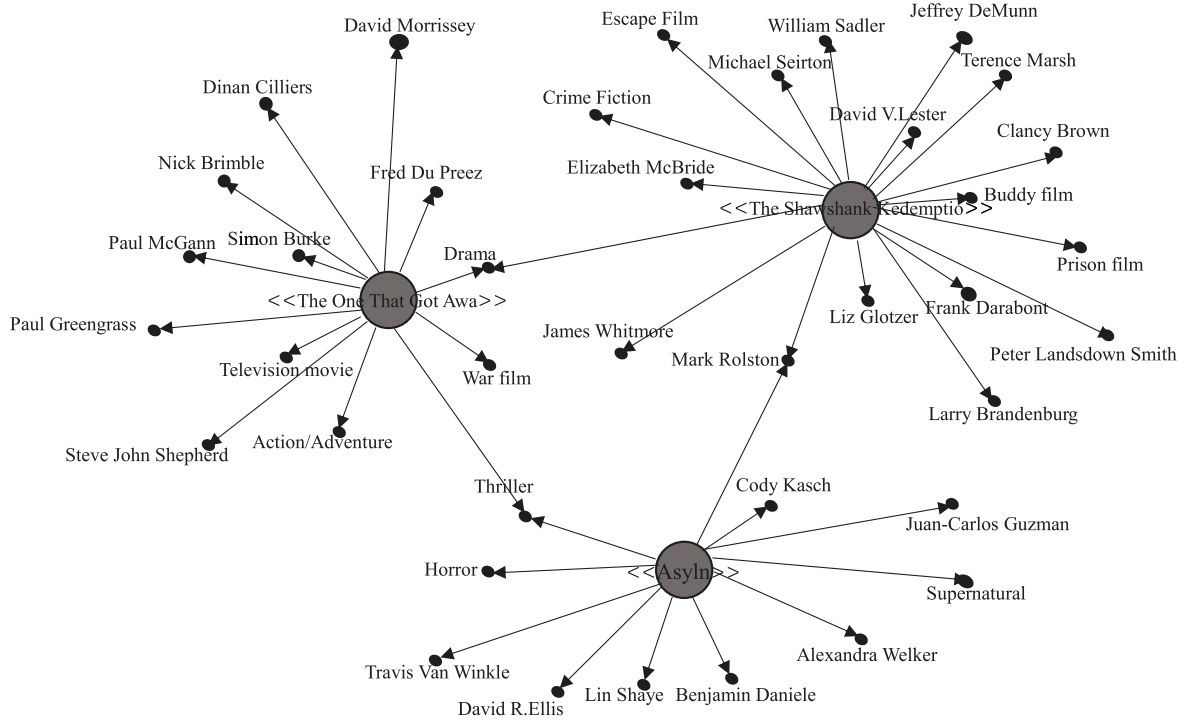 Escape Film
William Sadler
Jeffrey DeMunn
David Morrissey
Michael Seirton
Terence Marsh
Dinan Cilliers
Crime Fiction
David V.Lester
Clancy Brown
Nick Brimble
Fred Du Preez
Elizabeth McBride
Buddy film
<<The Shawshank Kedemptio>>
Paul McGann
Simon Burke
Drama
Prison film
<<The One That Got Awa>>
Frank Darabont
Liz Glotzer
Paul Greengrass
James Whitmore
Mark Rolston
Peter Landsdown Smith
Television movie
War film
Larry Brandenburg
Action/Adventure
Steve John Shepherd
Thriller
Cody Kasch
Juan-Carlos Guzman
Horror
<<Asyln>>
Supernatural
Alexandra Welker
Travis Van Winkle
Lin Shaye
Benjamin Daniele
David R.Ellis